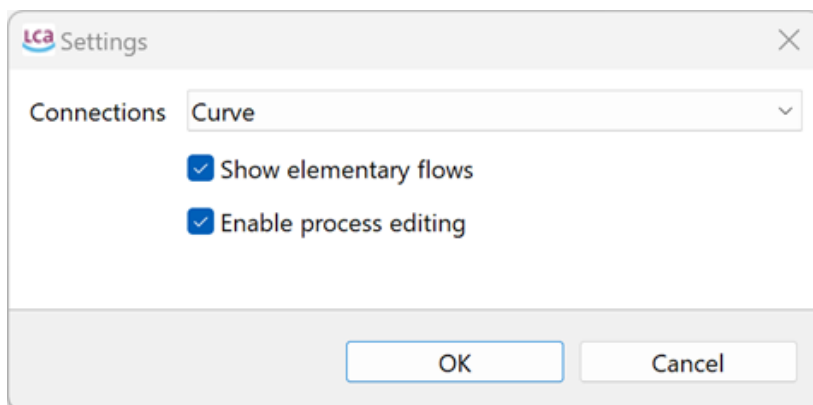 LCA Settings
Connections Curve
Show elementary flows
Enable process editing
OK Cancel